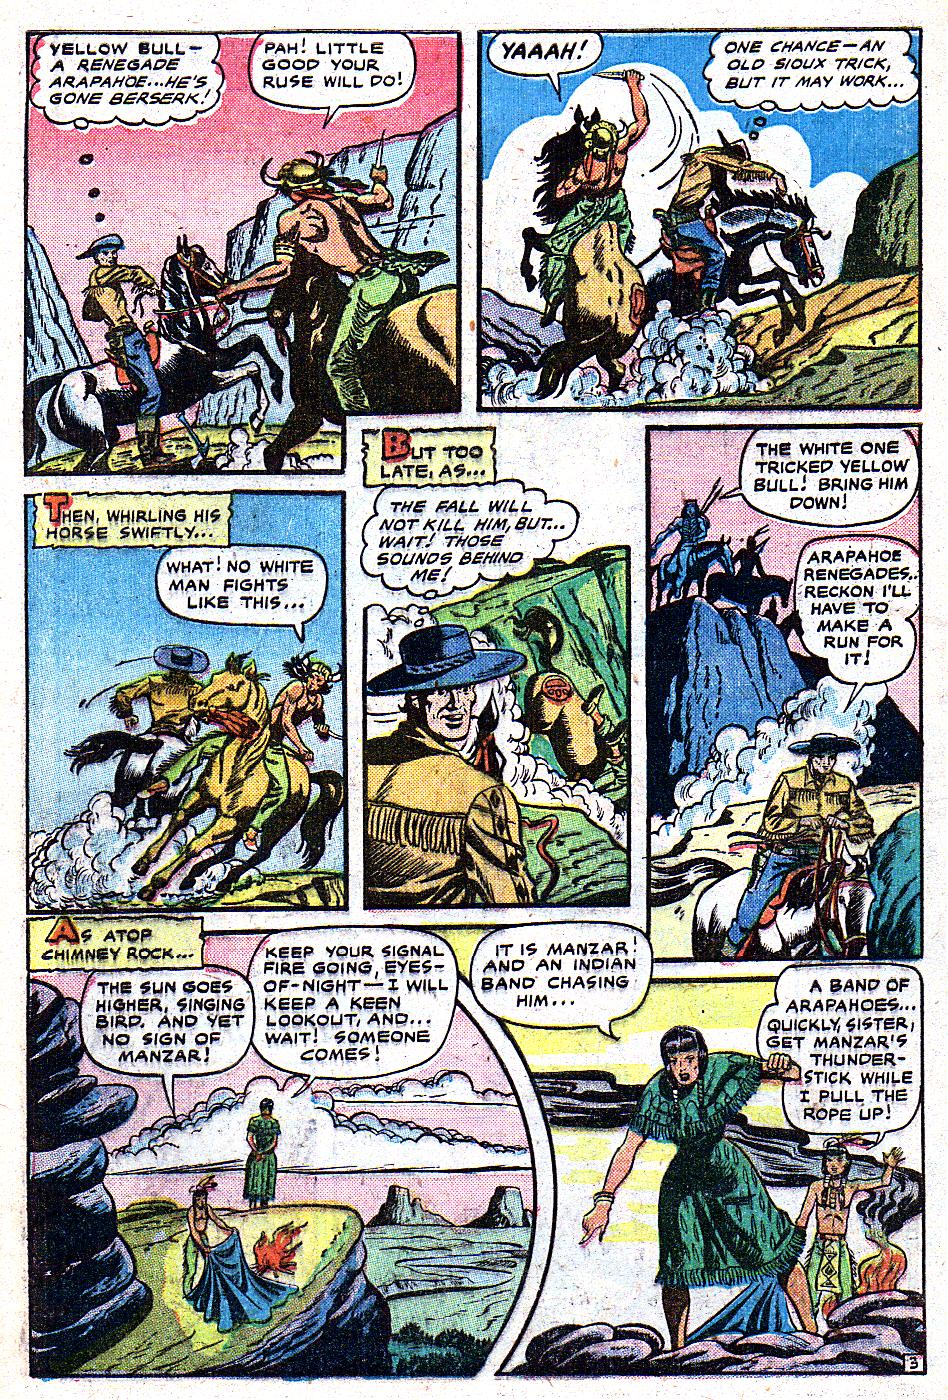 YELLOW BULL—
A RENEGADE
ARAPAHOE...HE'S
GONE BERSERK!
PAH! LITTLE
GOOD YOUR
RUSE WILL DO!
YAAAH!
ONE CHANCE—AN
OLD SIOUX TRICK,
BUT IT MAY WORK...
THEN, WHIRLING HIS
HORSE SWIFTLY...
WHAT! NO WHITE
MAN FIGHTS
LIKE THIS...
BUT TOO
LATE, AS...
THE FALL WILL
NOT KILL HIM, BUT...
WAIT! THOSE
SOUNDS BEHIND
ME!
THE WHITE ONE
TRICKED YELLOW
BULL! BRING HIM
DOWN!
ARAPAHOE
RENEGADES..
RECKON I'LL
HAVE TO
MAKE A
RUN FOR
IT!
AS ATOP
CHIMNEY ROCK...
THE SUN GOES
HIGHER, SINGING
BIRD. AND YET
NO SIGN OF
MANZAR!
KEEP YOUR SIGNAL
FIRE GOING, EYES-
OF-NIGHT—I WILL
KEEP A KEEN
LOOKOUT, AND...
WAIT! SOMEONE
COMES!
IT IS MANZAR!
AND AN INDIAN
BAND CHASING
HIM...
A BAND OF
ARAPAHOES...
QUICKLY, SISTER,
GET MANZAR'S
THUNDER-
STICK WHILE
I PULL THE
ROPE UP!
3